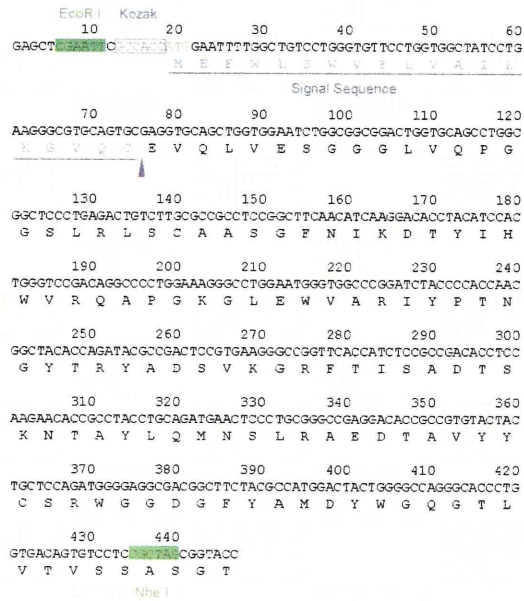 EcoR I Kozak
10 20 30 40 50 60
GAGCTCGAATTCGCCACCATGGAATTTTGGCTGTCCTGGGTGTTCCTGGTGGCTATCCTG
M E F W L S W V F L V A I L
Signal Sequence
70 80 90 100 110 120
AAGGGCGTGCAGTGCGAGGTGCAGCTGGTGGAATCTGGCGGCGGACTGGTGCAGCCTGGC
K G V Q C E V Q L V E S G G G L V Q P G
130 140 150 160 170 180
GGCTCCCTGAGACTGTCTTGCGCCGCCTCCGGCTTCAACATCAAGGACACCTACATCCAC
G S L R L S C A A S G F N I K D T Y I H
190 200 210 220 230 240
TGGGTCCGACAGGCCCCTGGAAAGGGCCTGGAATGGGTGGCCCGGATCTACCCCACCAAC
W V R Q A P G K G L E W V A R I Y P T N
250 260 270 280 290 300
GGCTACACCAGATACGCCGACTCCGTGAAGGGCCGGTTCACCATCTCCGCCGACACCTCC
G Y T R Y A D S V K G R F T I S A D T S
310 320 330 340 350 360
AAGAACACCGCCTACCTGCAGATGAACTCCCTGCGGGCCGAGGACACCGCCGTGTACTAC
K N T A Y L Q M N S L R A E D T A V Y Y
370 380 390 400 410 420
TGCTCCAGATGGGGAGGCGACGGCTTCTACGCCATGGACTACTGGGGCCAGGGCACCCTG
C S R W G G D G F Y A M D Y W G Q G T L
430 440
GTGACAGTGTCCTCCGCTAGCGGTACC
V T V S S A S G T
Nhe I